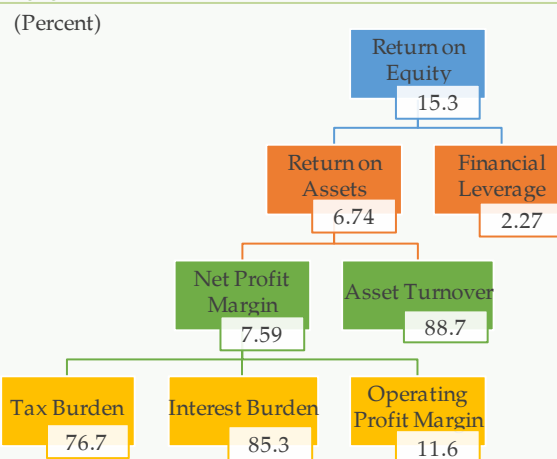 (Percent)
Return on
Equity
15.3
Return on
Assets
6.74
Financial
Leverage
2.27
Net Profit
Margin
7.59
Asset Turnover
88.7
Tax Burden
76.7
Interest Burden
85.3
Operating
Profit Margin
11.6